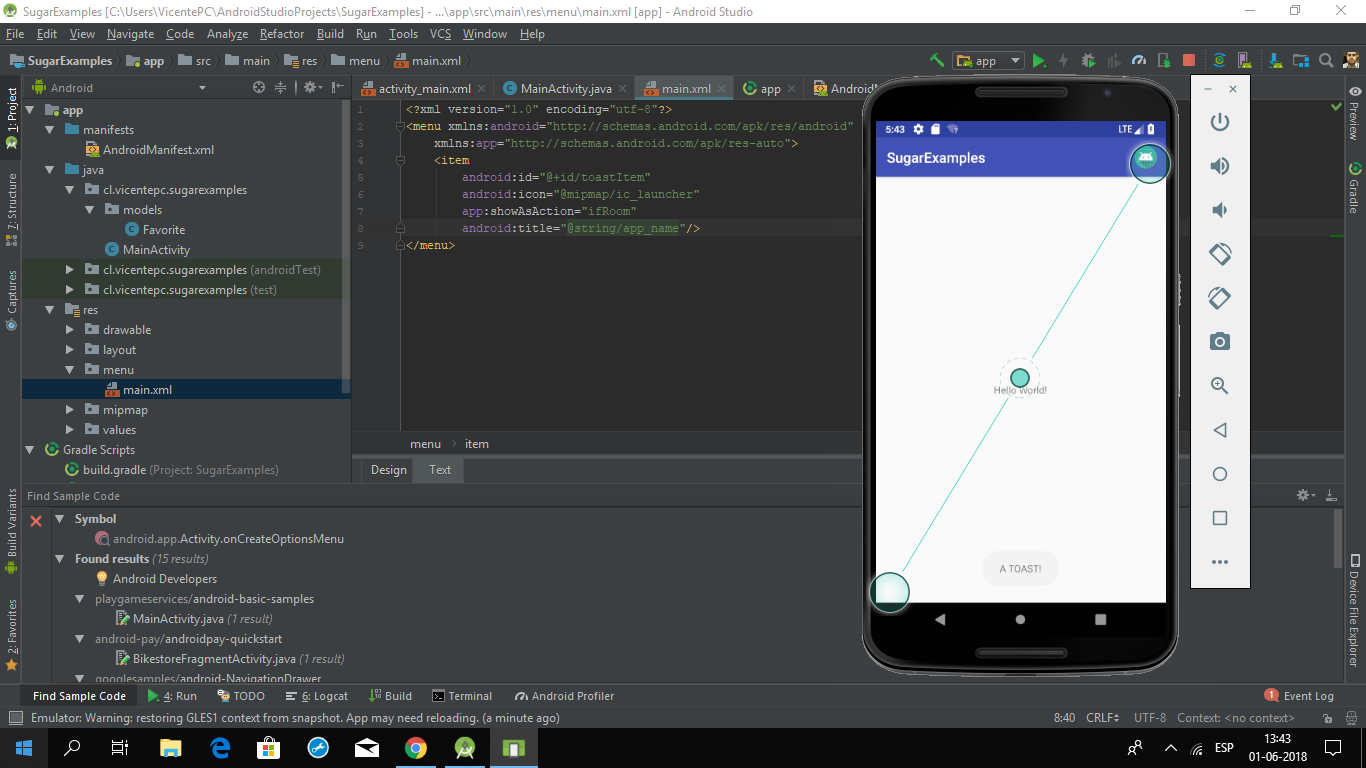 SugarExamples [C:\Users\VicentePC\AndroidStudioProjects\SugarExamples] - ...\app\src\main\res\menu\main.xml [app] - Android Studio
File Edit View Navigate Code Analyze Refactor Build Run Tools VCS Window Help
SugarExamples app src main res menu main.xml
app
Android
activity_main.xml MainActivity.java main.xml app AndroidM
1: Project
7: Structure
Captures
Build Variants
2: Favorites
app
manifests
AndroidManifest.xml
java
cl.vicentepc.sugarexamples
models
Favorite
MainActivity
cl.vicentepc.sugarexamples (androidTest)
cl.vicentepc.sugarexamples (test)
res
drawable
layout
menu
main.xml
mipmap
values
Gradle Scripts
build.gradle (Project: SugarExamples)
1 <?xml version="1.0" encoding="utf-8"?>
2 <menu xmlns:android="http://schemas.android.com/apk/res/android"
3 xmlns:app="http://schemas.android.com/apk/res-auto">
4 <item
5 android:id="@+id/toastItem"
6 android:icon="@mipmap/ic_launcher"
7 app:showAsAction="ifRoom"
8 android:title="@string/app_name"/>
9 </menu>
menu item
Design Text
5:43 LTE
SugarExamples
Hello World!
A TOAST!
Preview
Gradle
Device File Explorer
Find Sample Code
Symbol
android.app.Activity.onCreateOptionsMenu
Found results (15 results)
Android Developers
playgameservices/android-basic-samples
MainActivity.java (1 result)
android-pay/androidpay-quickstart
BikestoreFragmentActivity.java (1 result)
googlesamples/android-NavigationDrawer
Find Sample Code 4: Run TODO 6: Logcat Build Terminal Android Profiler 1 Event Log
Emulator: Warning: restoring GLES1 context from snapshot. App may need reloading. (a minute ago) 8:40 CRLF UTF-8 Context: <no context>
ESP
13:43
01-06-2018